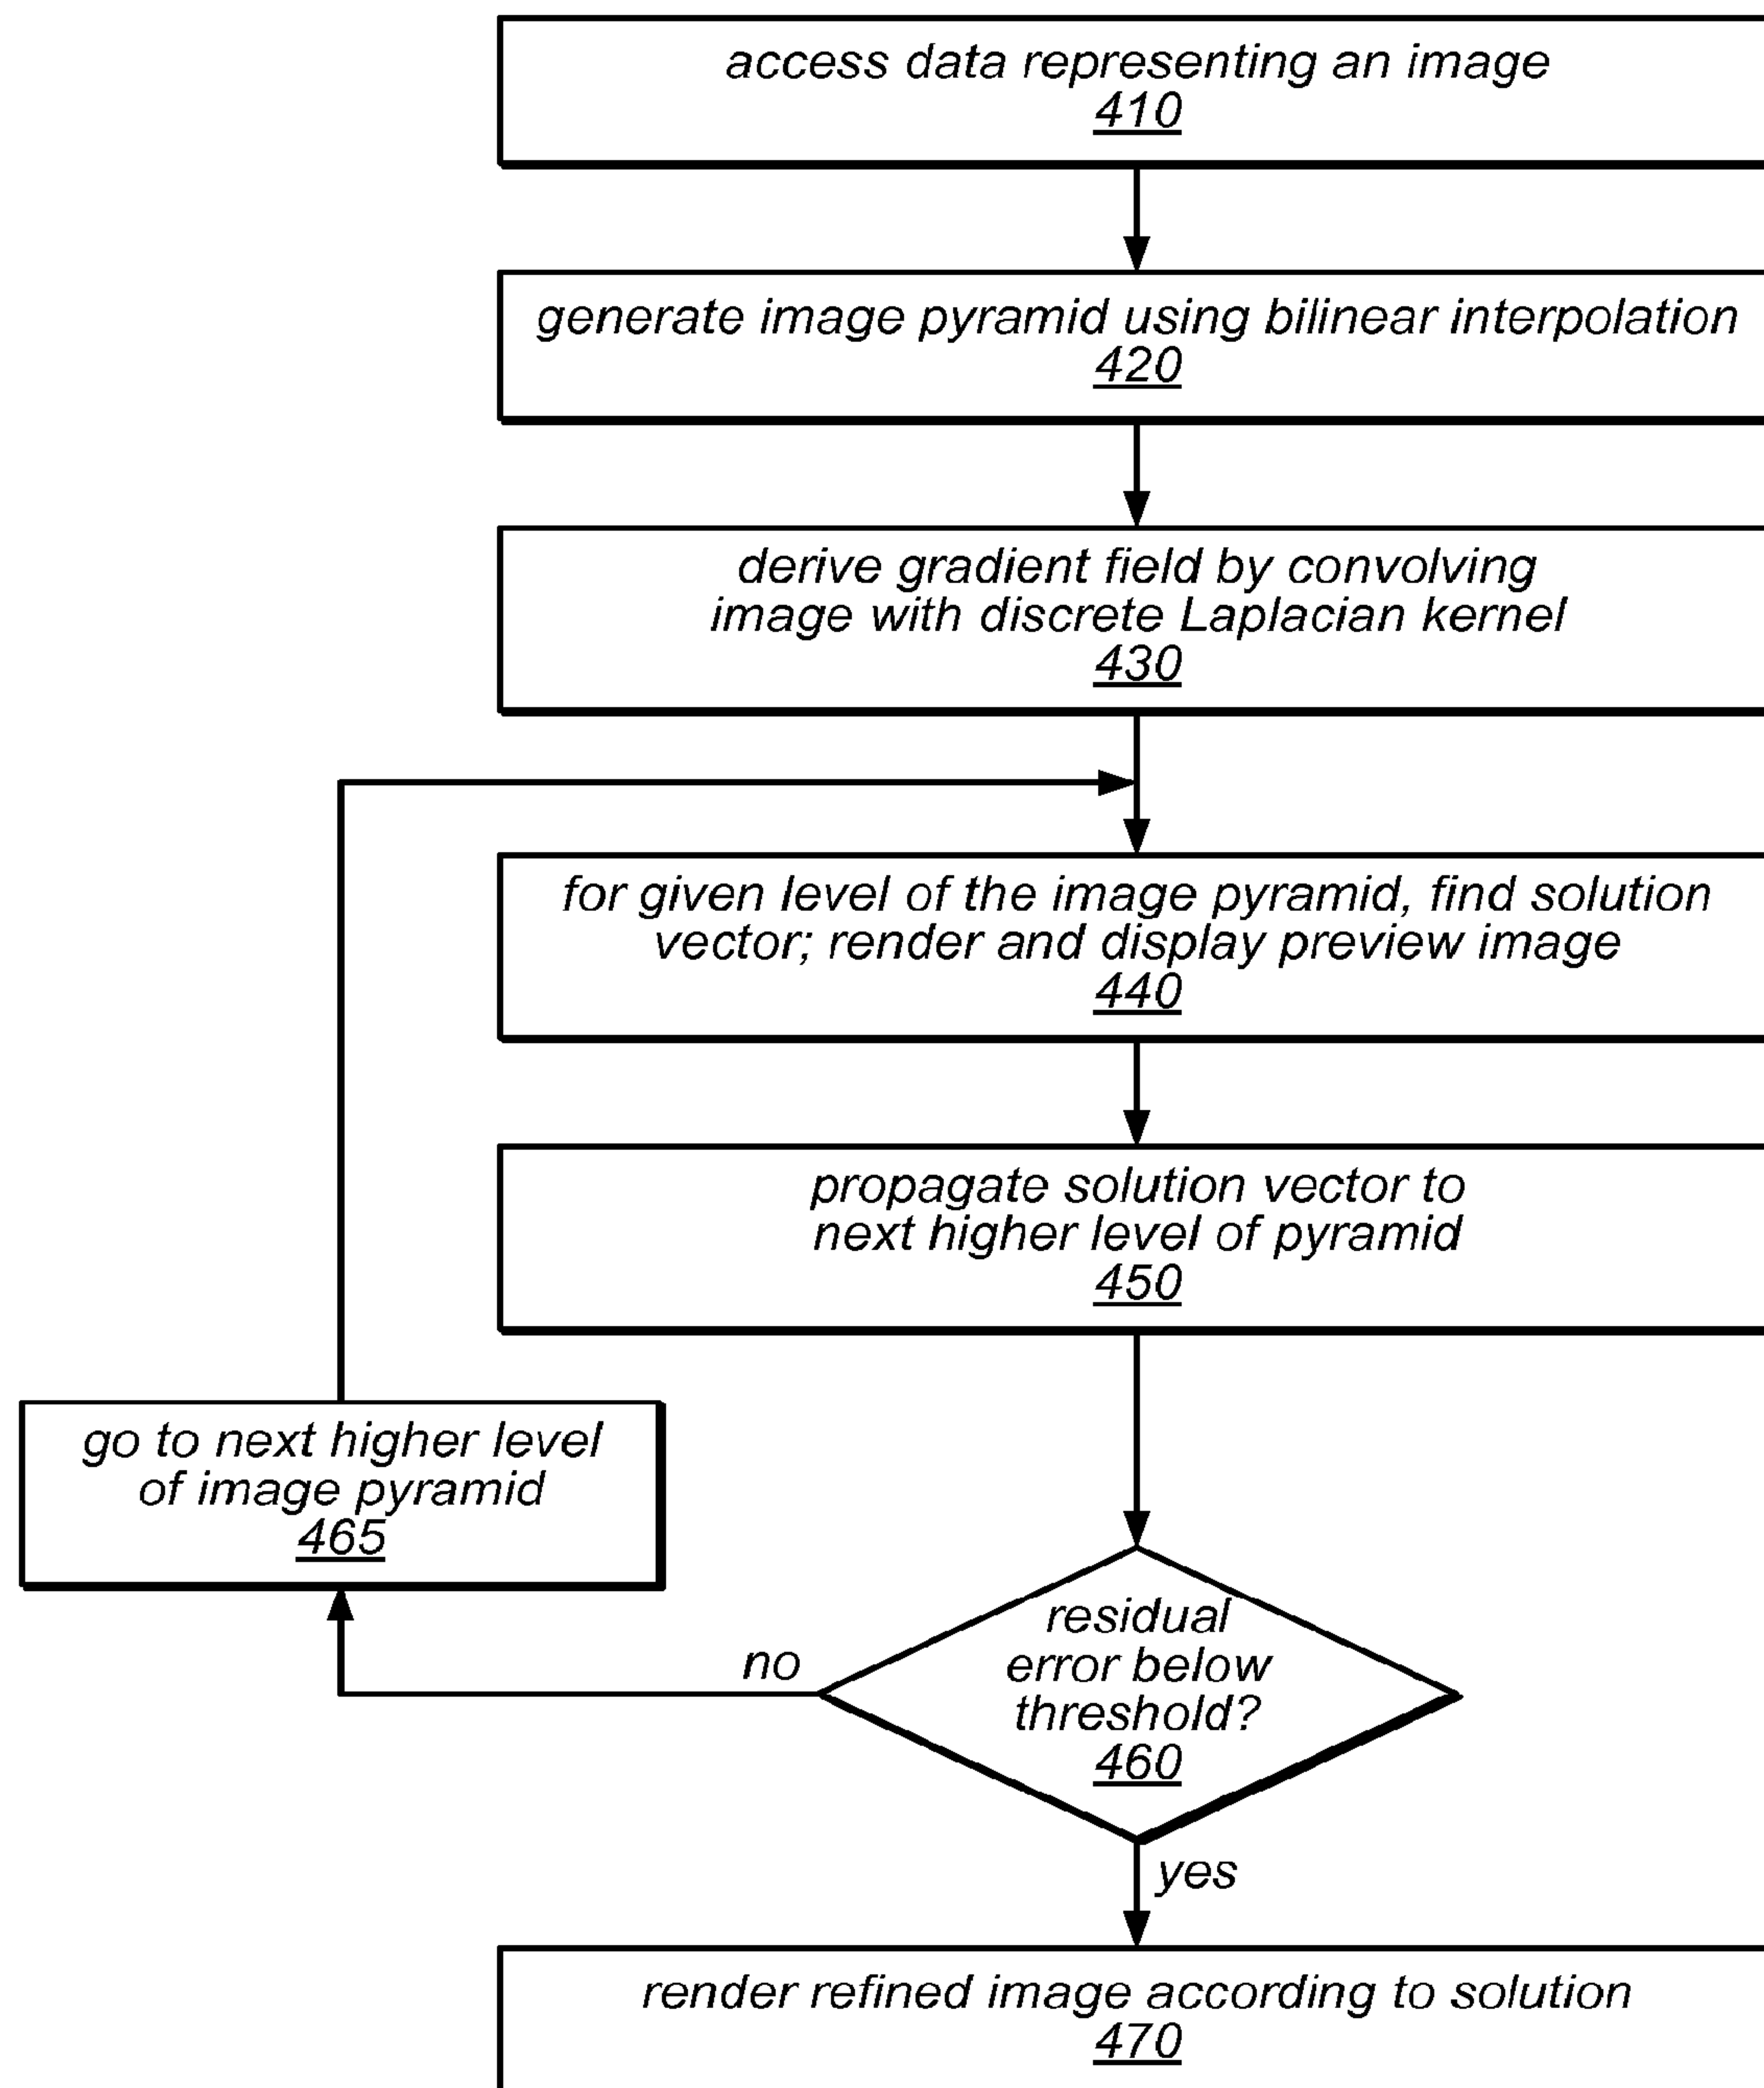 access data representing an image
410
generate image pyramid using bilinear interpolation
420
derive gradient field by convolving
image with discrete Laplacian kernel
430
for given level of the image pyramid, find solution
vector; render and display preview image
440
propagate solution vector to
next higher level of pyramid
450
go to next higher level
of image pyramid
465
no
residual
error below
threshold?
460
yes
render refined image according to solution
470